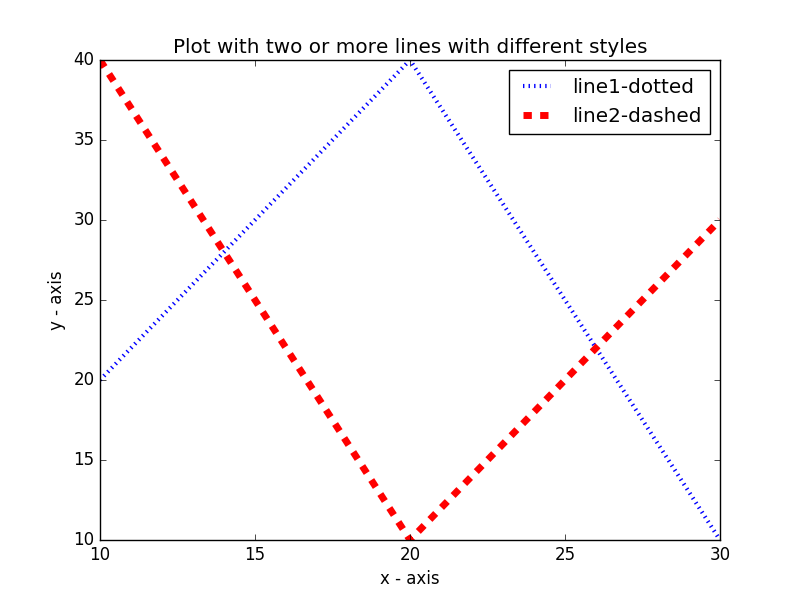 Plot with two or more lines with different styles
line1-dotted
line2-dashed
40
35
30
25
20
15
10
y - axis
10 15 20 25 30
x - axis